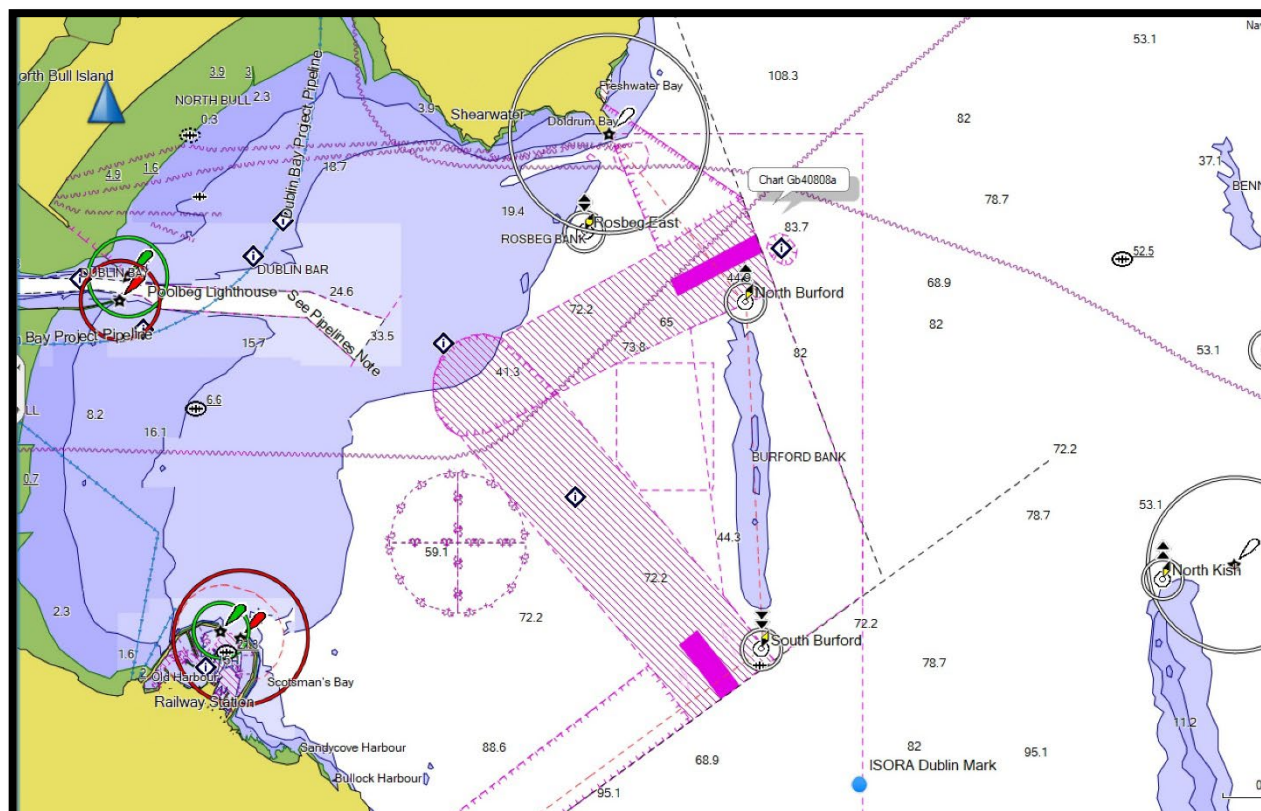 53.1
Nav
orth Bull Island
3.9
3
108.3
Freshwater Bay
NORTH BULL
2.3
3.9
Shearwater
Doldrum Bay
0.3
82
Dublin Bay Project Pipeline
37.1
4.9
1.6
18.7
Chart Gb40808a
BENN
19.4
78.7
Rosbeg East
83.7
ROSBEG BANK
52.5
DUBLIN BAY
DUBLIN BAR
44.9
68.9
Poolbeg Lighthouse
24.6
North Burford
72.2
65
82
See Pipelines Note
Bay Project Pipeline
33.5
15.7
73.8
82
53.1
41.3
6.6
LL
8.2
16.1
72.2
BURFORD BANK
0.7
53.1
78.7
44.3
59.1
North Kish
72.2
2.3
72.2
72.2
South Burford
1.6
78.7
2
Old Harbour
Scotsman's Bay
Railway Station
11.2
Sandycove Harbour
88.6
82
95.1
68.9
ISORA Dublin Mark
Bullock Harbour
95.1
0